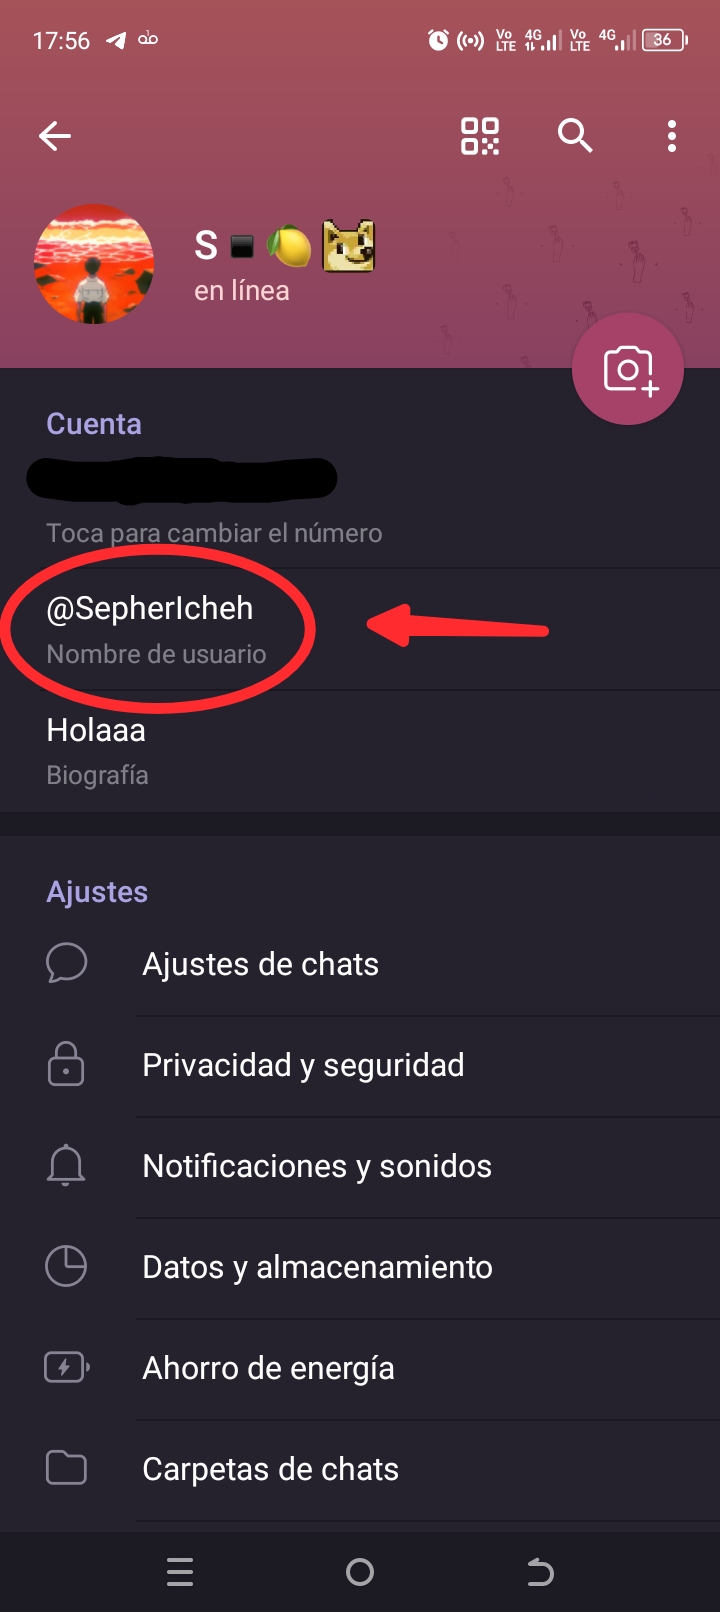 17:56
Vo LTE 4G Vo LTE 4G 36
S
en línea
Cuenta
Toca para cambiar el número
@SepherIcheh
Nombre de usuario
Holaaa
Biografía
Ajustes
Ajustes de chats
Privacidad y seguridad
Notificaciones y sonidos
Datos y almacenamiento
Ahorro de energía
Carpetas de chats